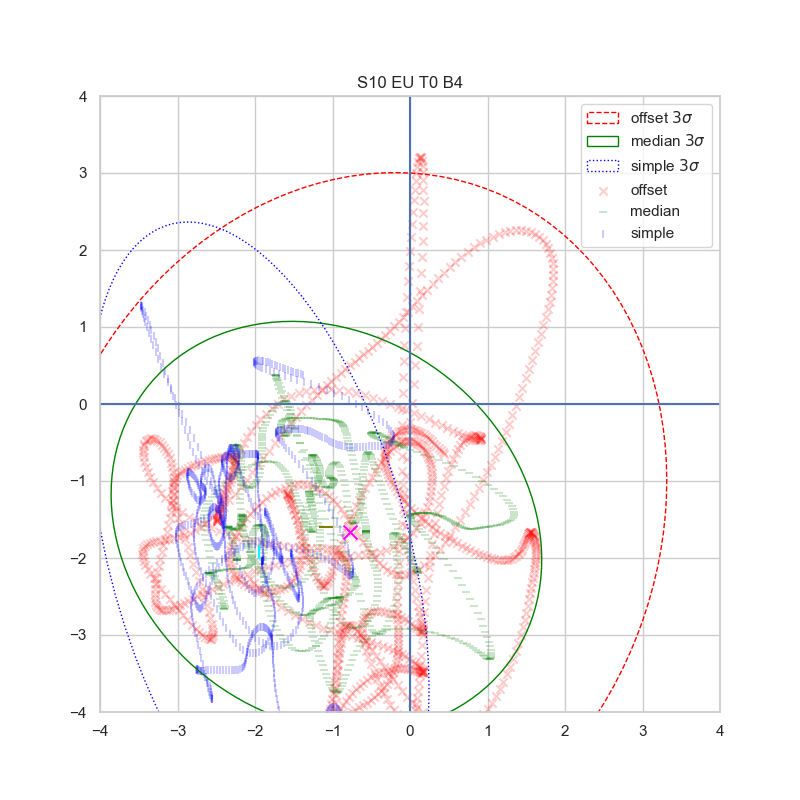 S10 EU T0 B4
offset 3σ
median 3σ
simple 3σ
offset
median
simple
4
3
2
1
0
−1
−2
−3
−4
−4 −3 −2 −1 0 1 2 3 4